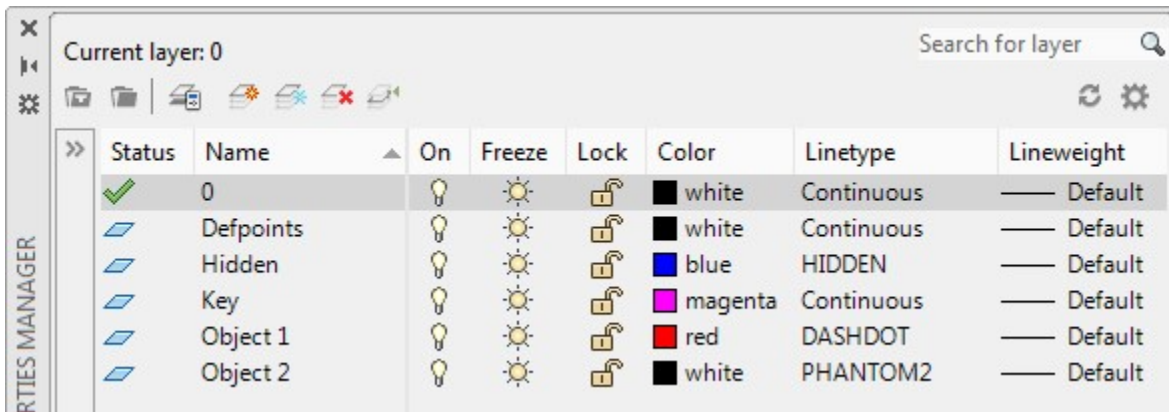 Current layer: 0
Search for layer
Status Name On Freeze Lock Color Linetype Lineweight
0 white Continuous Default
Defpoints white Continuous Default
Hidden blue HIDDEN Default
Key magenta Continuous Default
Object 1 red DASHDOT Default
Object 2 white PHANTOM2 Default
RTIES MANAGER